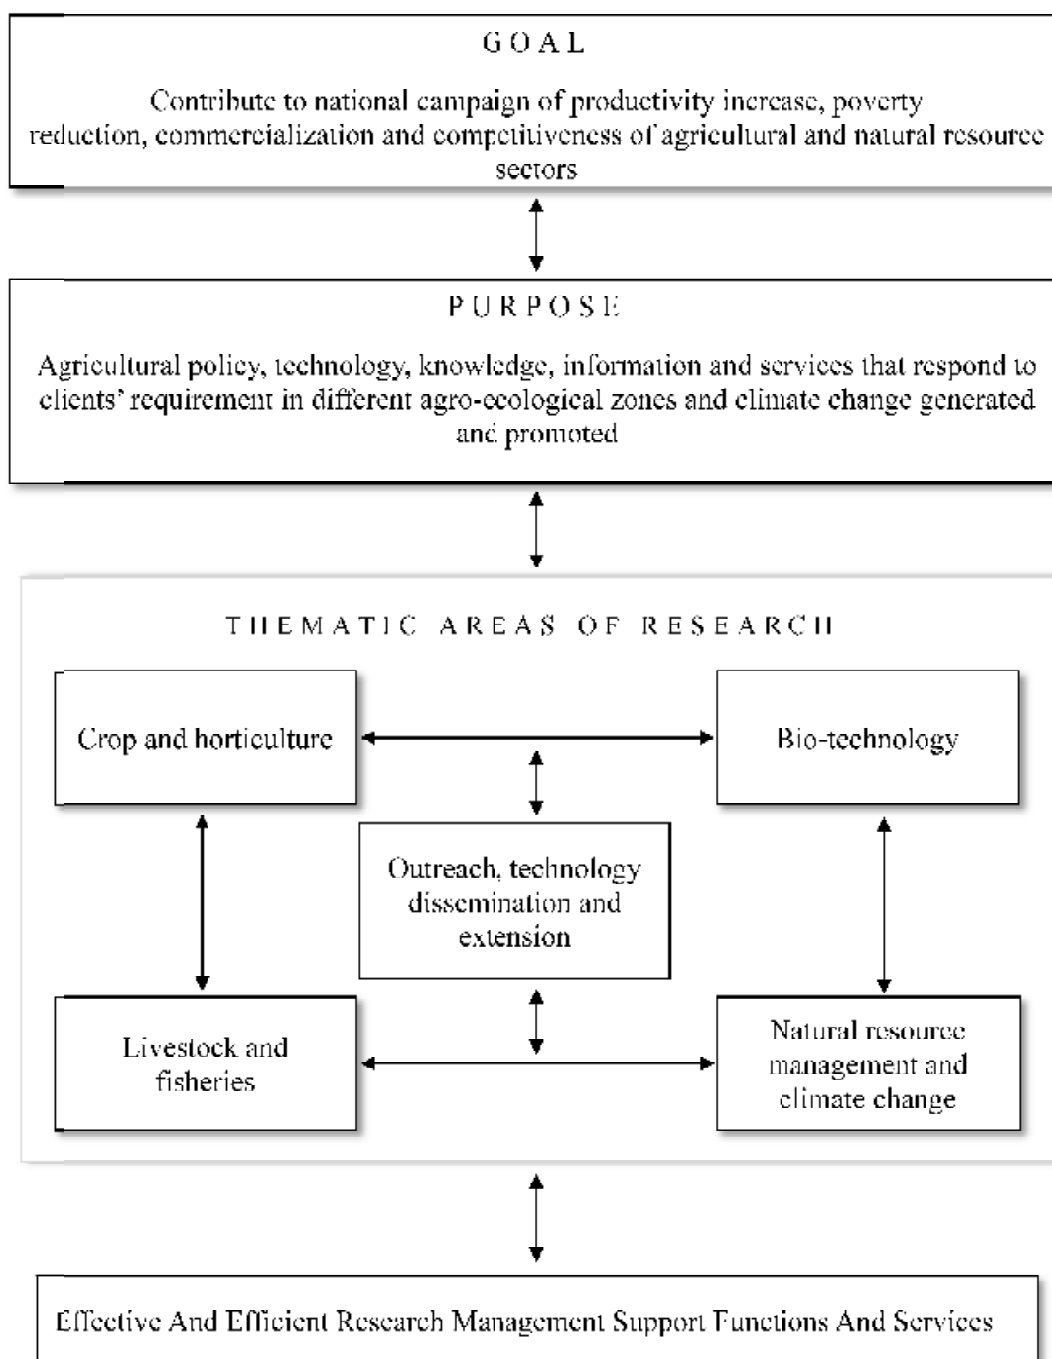 GOAL
Contribute to national campaign of productivity increase, poverty
reduction, commercialization and competitiveness of agricultural and natural resource
sectors
PURPOSE
Agricultural policy, technology, knowledge, information and services that respond to
clients' requirement in different agro-ecological zones and climate change generated
and promoted
THEMATIC AREAS OF RESEARCH
Crop and horticulture
Bio-technology
Outreach, technology
dissemination and
extension
Livestock and
fisheries
Natural resource
management and
climate change
Effective And Efficient Research Management Support Functions And Services